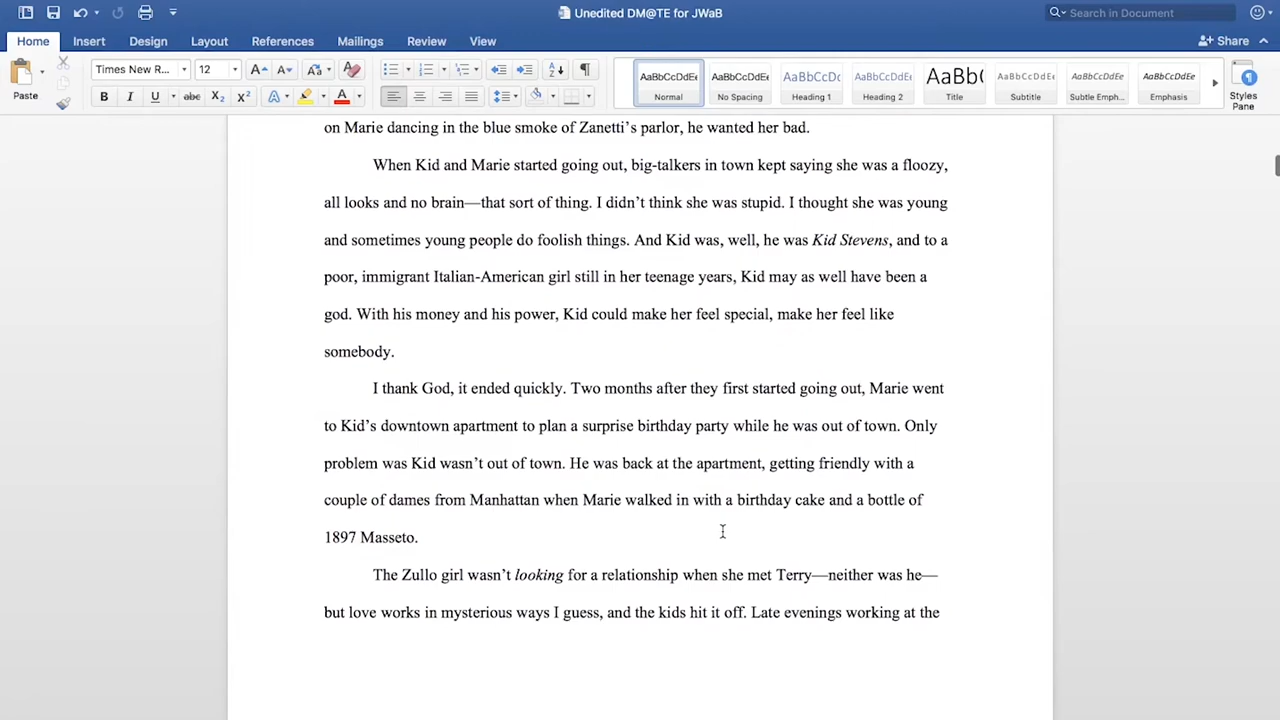 Unedited DM@TE for JWaB
Search in Document
Home Insert Design Layout References Mailings Review View
Share
Paste
Times New R... 12
AaBbCcDdEe AaBbCcDdEe AaBbCcDc AaBbCcDdEe AaBb( AaBbCcDdEe AaBbCcDdEe AaBbCcDdEe
Normal No Spacing Heading 1 Heading 2 Title Subtitle Subtle Emph... Emphasis
Styles
Pane
B I U abc X2 X2 A A
on Marie dancing in the blue smoke of Zanetti’s parlor, he wanted her bad.
When Kid and Marie started going out, big-talkers in town kept saying she was a floozy,
all looks and no brain—that sort of thing. I didn’t think she was stupid. I thought she was young
and sometimes young people do foolish things. And Kid was, well, he was Kid Stevens, and to a
poor, immigrant Italian-American girl still in her teenage years, Kid may as well have been a
god. With his money and his power, Kid could make her feel special, make her feel like
somebody.
I thank God, it ended quickly. Two months after they first started going out, Marie went
to Kid’s downtown apartment to plan a surprise birthday party while he was out of town. Only
problem was Kid wasn’t out of town. He was back at the apartment, getting friendly with a
couple of dames from Manhattan when Marie walked in with a birthday cake and a bottle of
1897 Masseto.
The Zullo girl wasn’t looking for a relationship when she met Terry—neither was he—
but love works in mysterious ways I guess, and the kids hit it off. Late evenings working at the